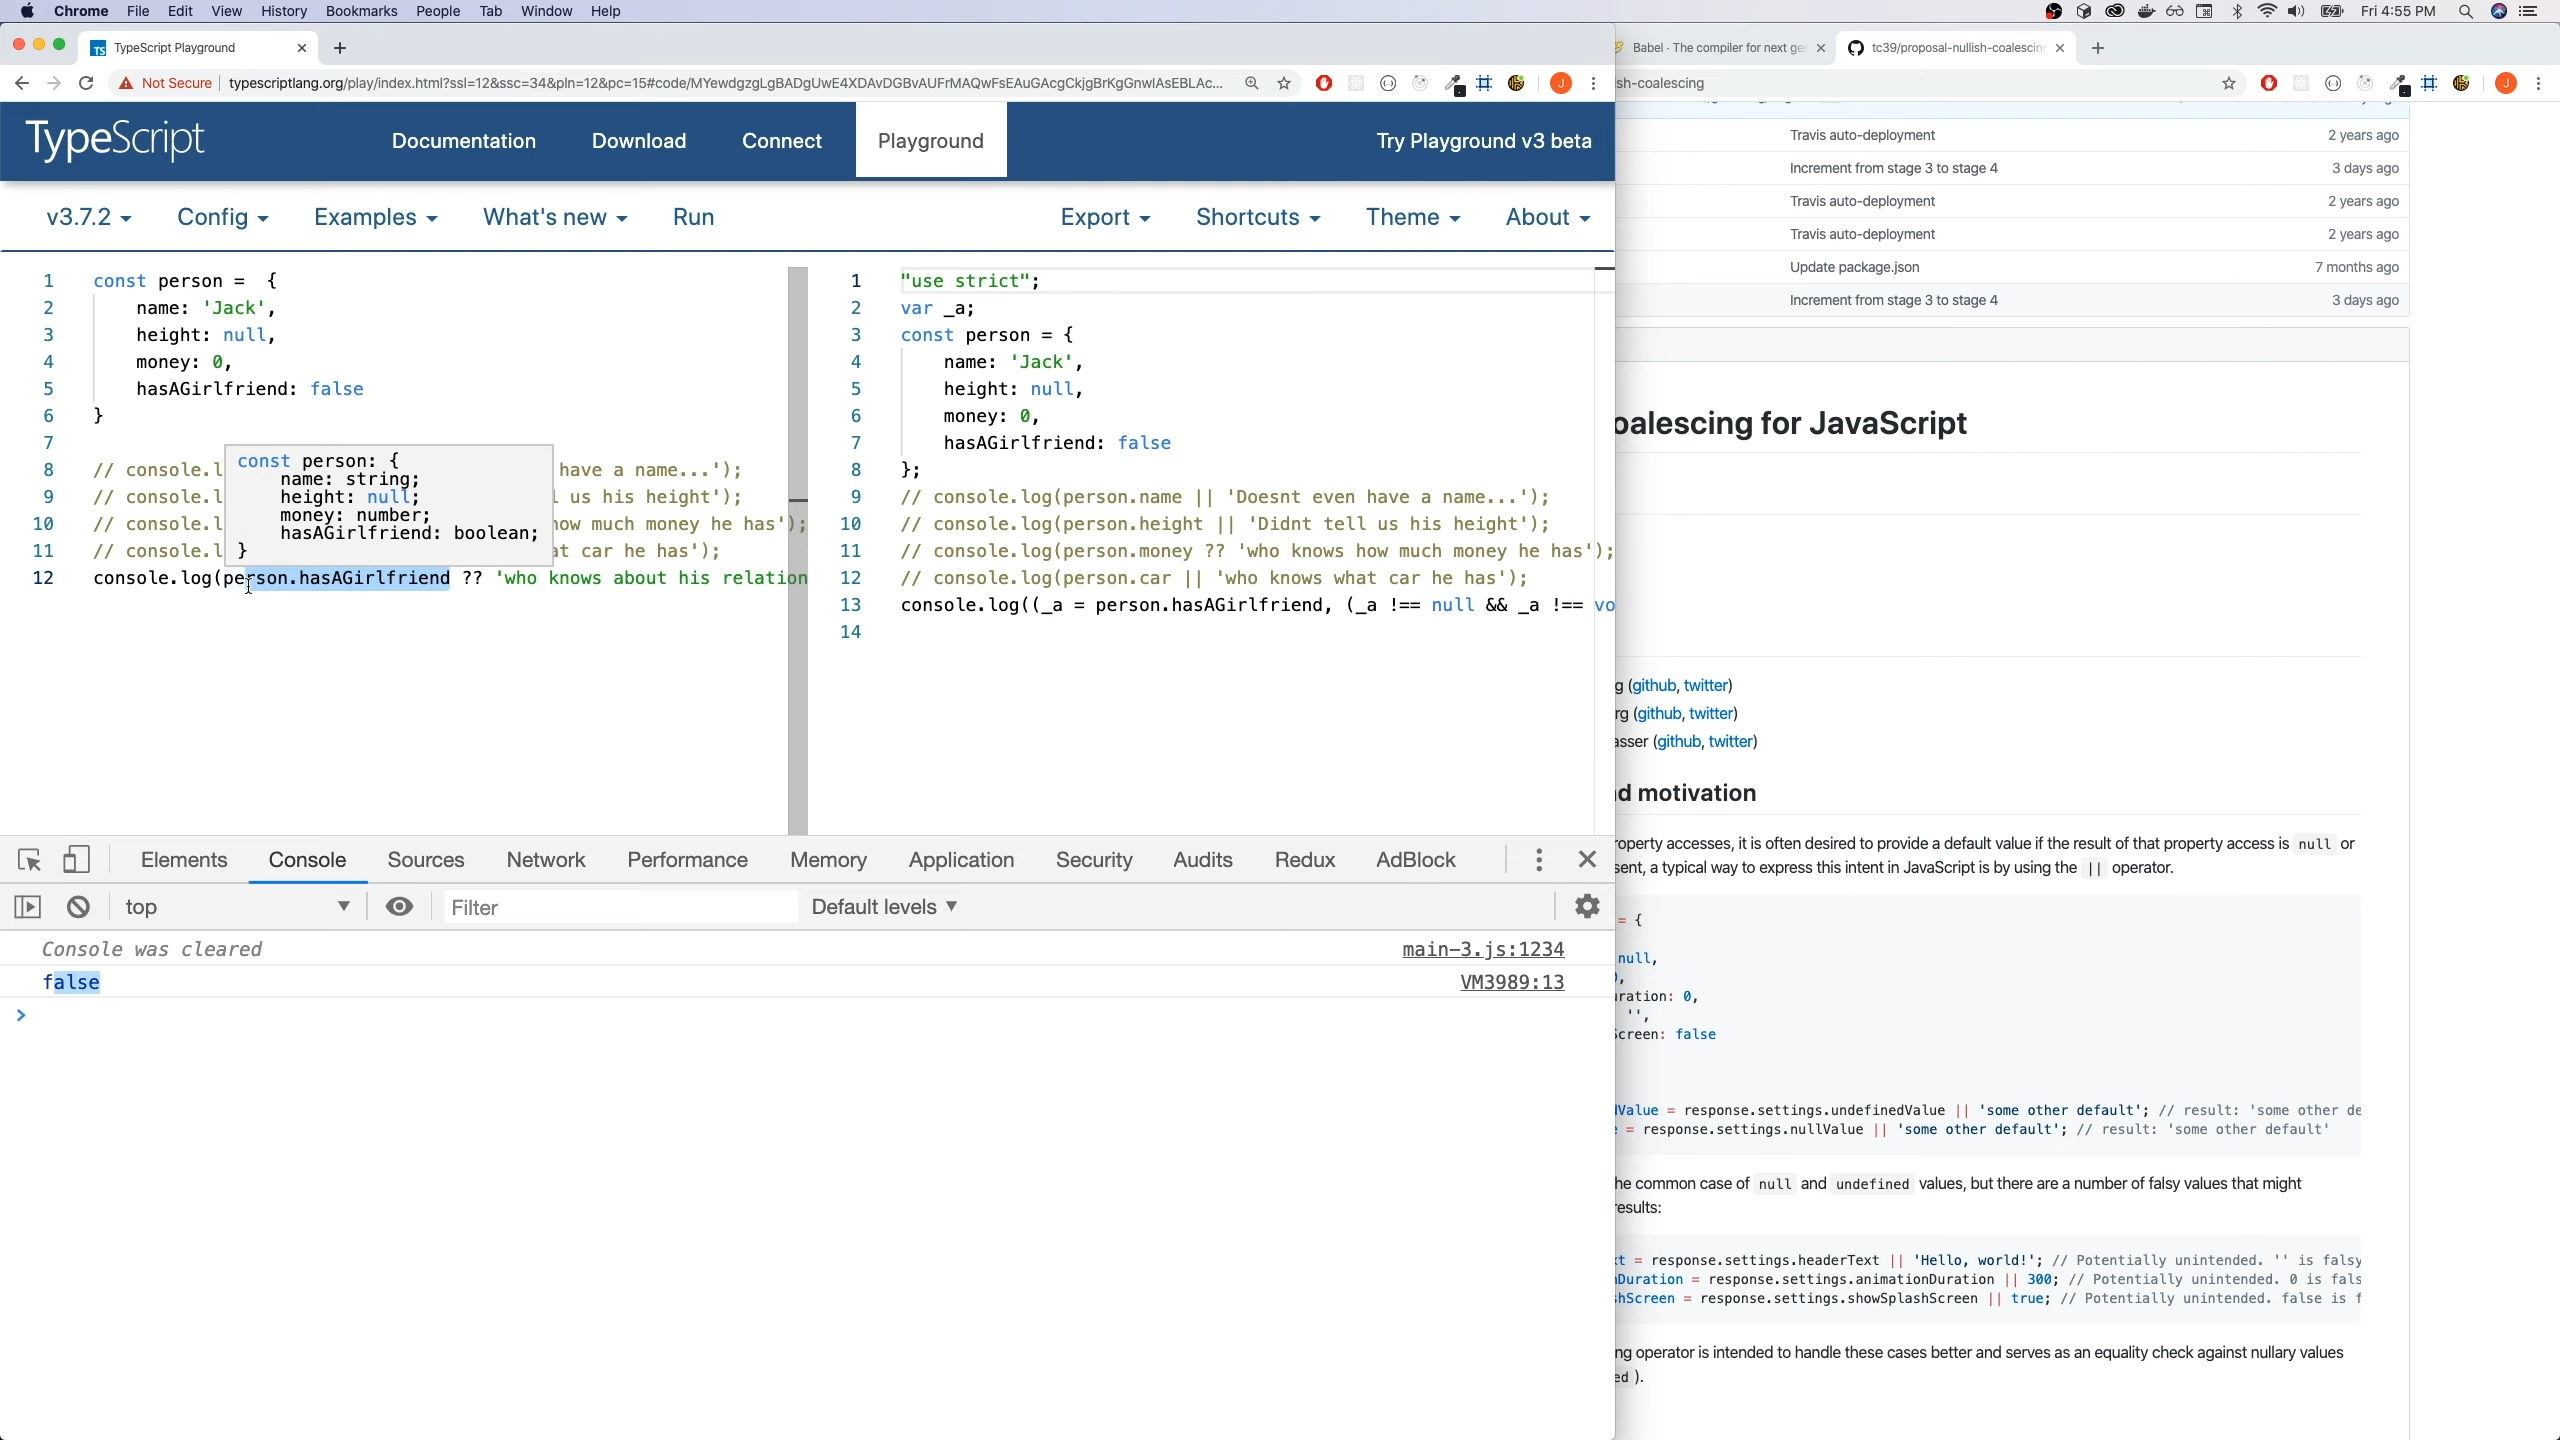 Chrome File Edit View History Bookmarks People Tab Window Help
Fri 4:55 PM
TypeScript Playground
Not Secure typescriptlang.org/play/index.html?ssl=12&ssc=34&pln=12&pc=15#code/MYewdgzgLgBADgUwE4XDAvDGBvAUFrMAQwFsEAuGAcgCkjgBrKgGnwIAsEBLAc...
J
TypeScript
Documentation Download Connect Playground Try Playground v3 beta
v3.7.2 Config Examples What's new Run Export Shortcuts Theme About
1 const person =  {
2 name: 'Jack',
3 height: null,
4 money: 0,
5 hasAGirlfriend: false
6 }
7
8 // console.l have a name...');
9 // console.l l us his height');
10 // console.l how much money he has');
11 // console.l at car he has');
12 console.log(person.hasAGirlfriend ?? 'who knows about his relation
const person: {
name: string;
height: null;
money: number;
hasAGirlfriend: boolean;
}
1 "use strict";
2 var _a;
3 const person = {
4 name: 'Jack',
5 height: null,
6 money: 0,
7 hasAGirlfriend: false
8 };
9 // console.log(person.name || 'Doesnt even have a name...');
10 // console.log(person.height || 'Didnt tell us his height');
11 // console.log(person.money ?? 'who knows how much money he has');
12 // console.log(person.car || 'who knows what car he has');
13 console.log((_a = person.hasAGirlfriend, (_a !== null && _a !== vo
14
Elements Console Sources Network Performance Memory Application Security Audits Redux AdBlock
top Filter Default levels
Console was cleared main-3.js:1234
false VM3989:13
Babel · The compiler for next ge
tc39/proposal-nullish-coalescin
sh-coalescing
J
Travis auto-deployment 2 years ago
Increment from stage 3 to stage 4 3 days ago
Travis auto-deployment 2 years ago
Travis auto-deployment 2 years ago
Update package.json 7 months ago
Increment from stage 3 to stage 4 3 days ago
oalescing for JavaScript
g (github, twitter)
rg (github, twitter)
asser (github, twitter)
nd motivation
roperty accesses, it is often desired to provide a default value if the result of that property access is null or
sent, a typical way to express this intent in JavaScript is by using the || operator.
= {
null,
uration: 0,
'',
Screen: false
dValue = response.settings.undefinedValue || 'some other default'; // result: 'some other de
e = response.settings.nullValue || 'some other default'; // result: 'some other default'
he common case of null and undefined values, but there are a number of falsy values that might
results:
xt = response.settings.headerText || 'Hello, world!'; // Potentially unintended. '' is falsy
nDuration = response.settings.animationDuration || 300; // Potentially unintended. 0 is fals
shScreen = response.settings.showSplashScreen || true; // Potentially unintended. false is f
ng operator is intended to handle these cases better and serves as an equality check against nullary values
ed ).